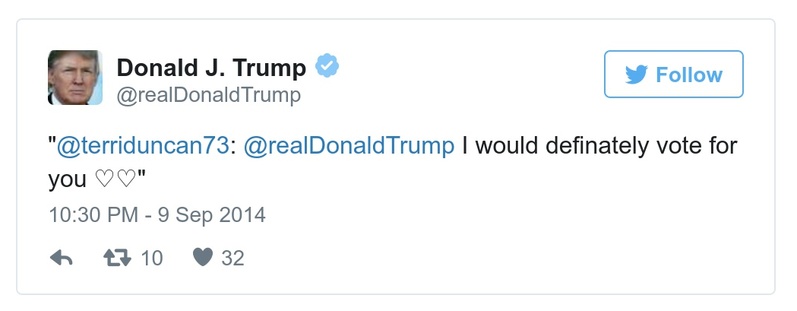 Donald J. Trump
@realDonaldTrump
Follow
"@terriduncan73: @realDonaldTrump I would definately vote for
you ♡♡"
10:30 PM - 9 Sep 2014
10 32